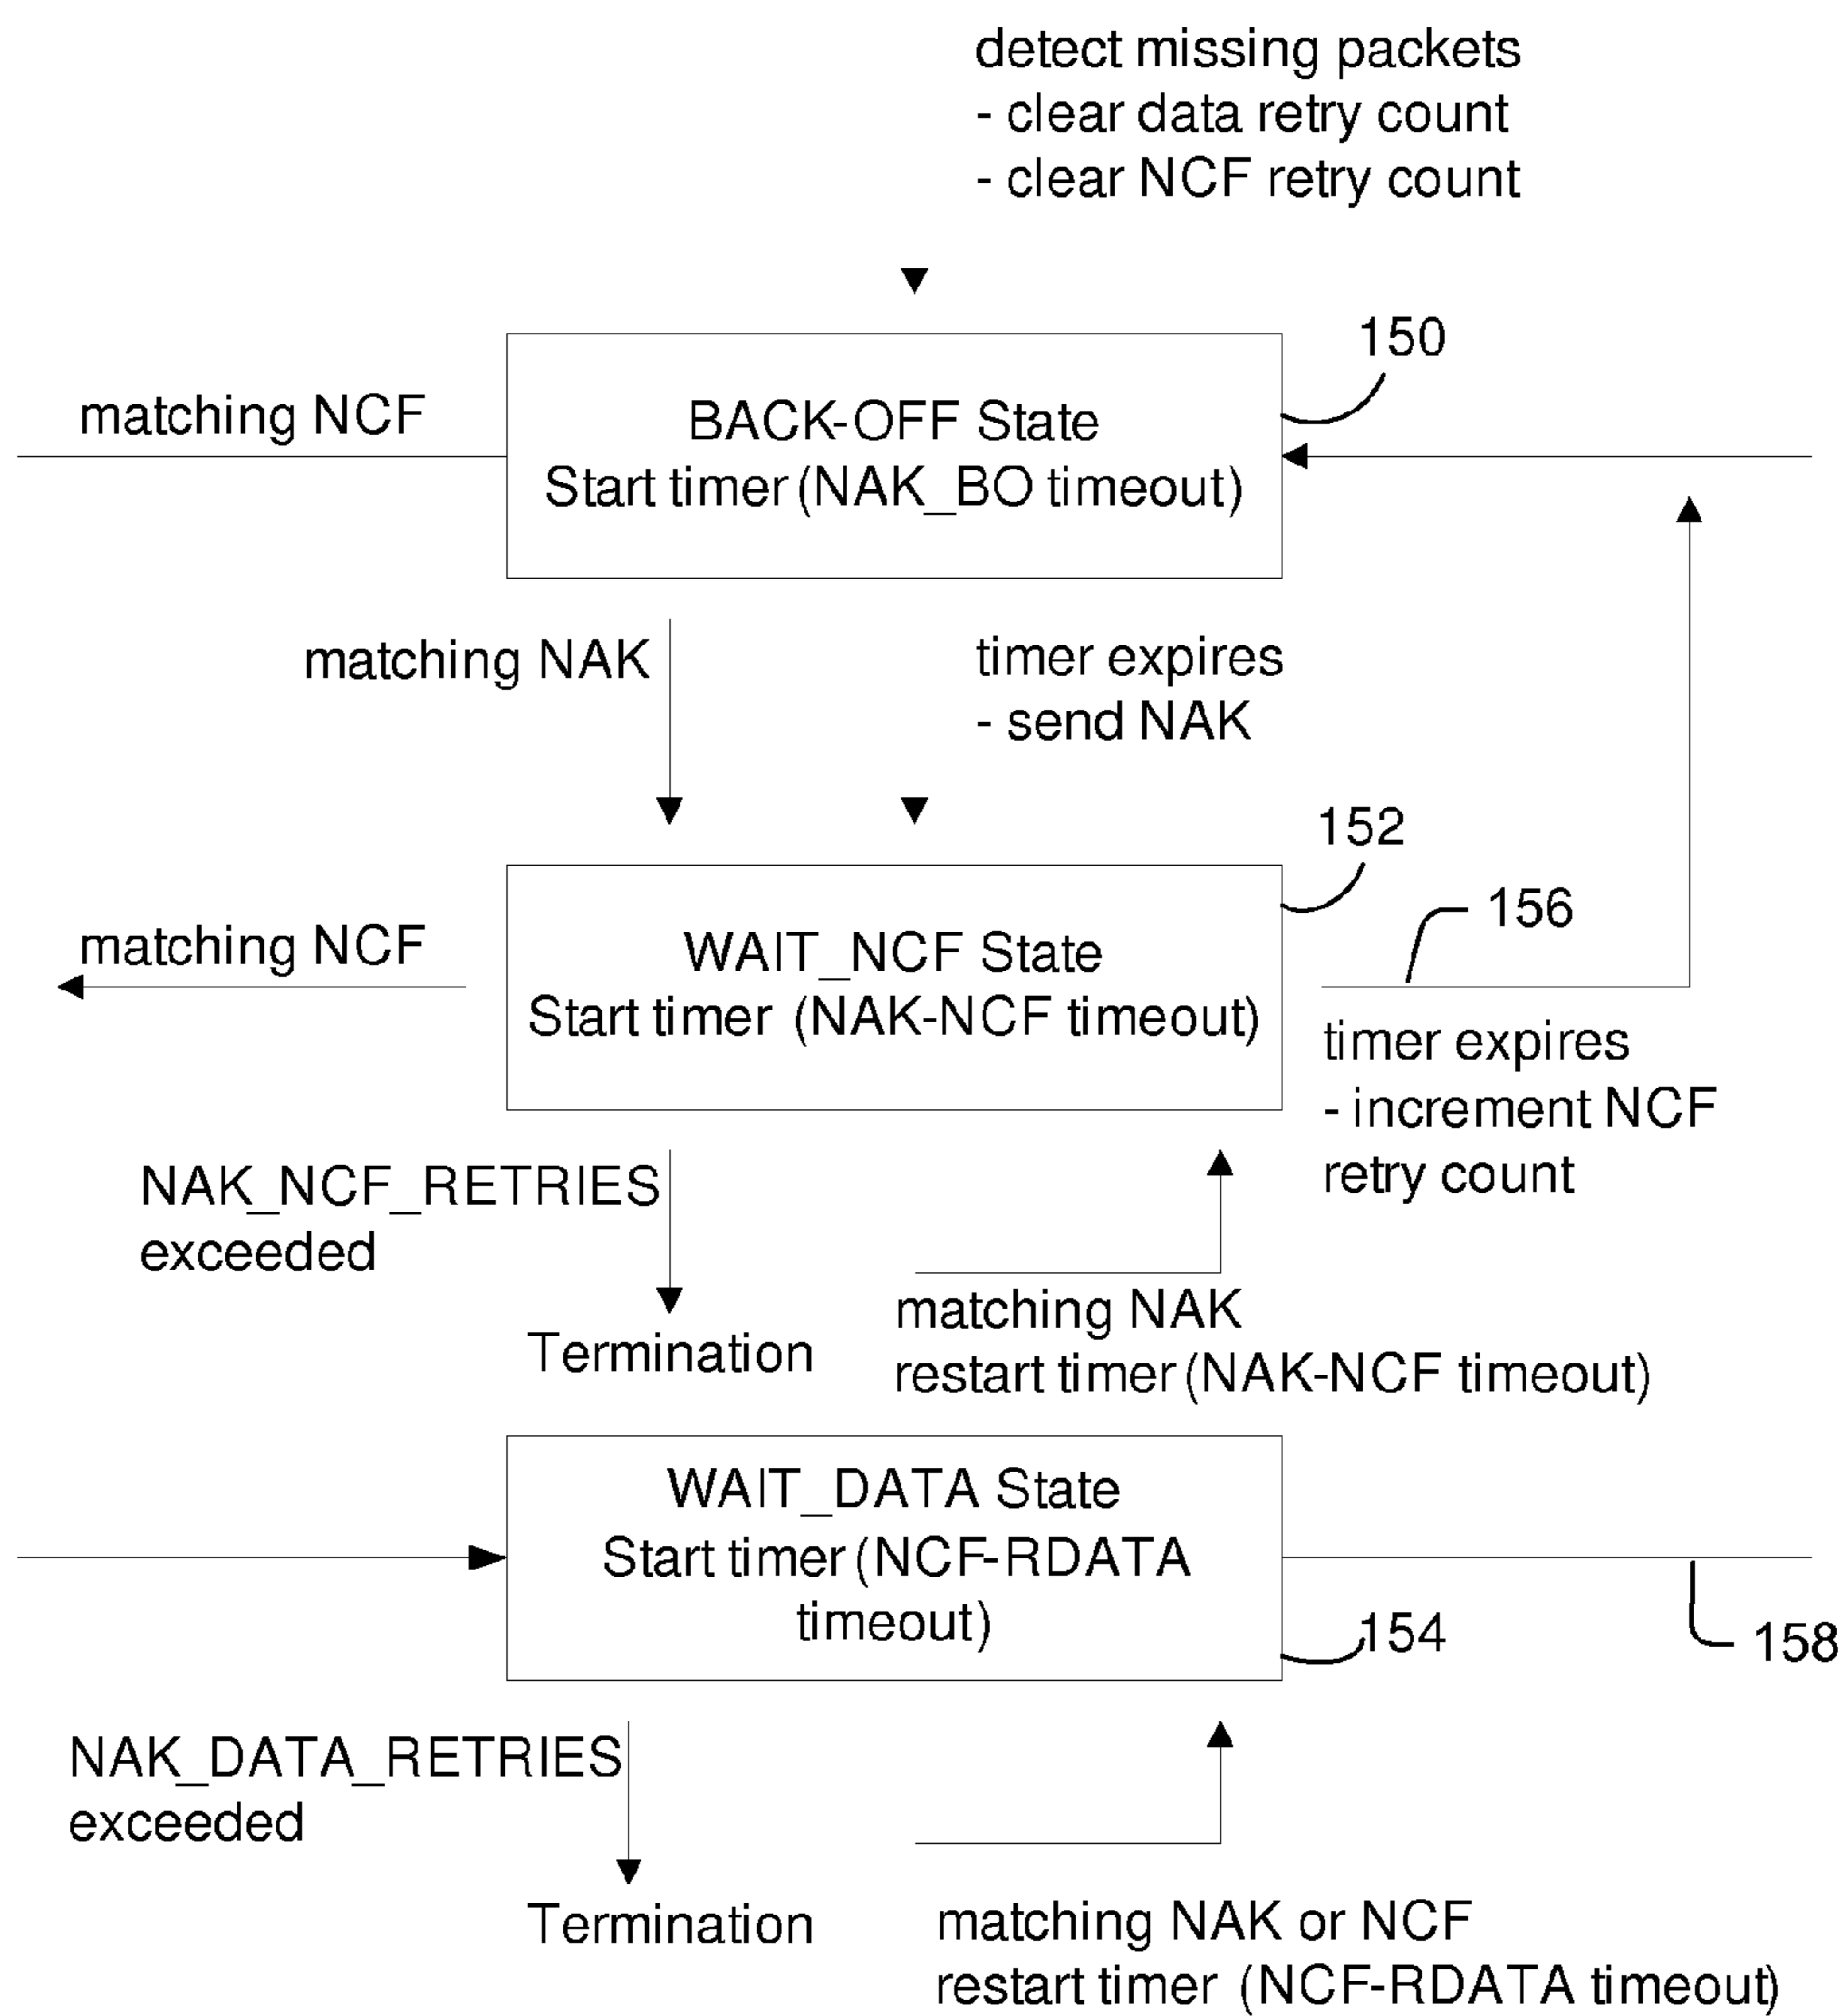 detect missing packets
- clear data retry count
- clear NCF retry count
150
matching NCF
BACK-OFF State
Start timer (NAK_BO timeout)
matching NAK
timer expires
- send NAK
152
156
matching NCF
WAIT_NCF State
Start timer (NAK-NCF timeout)
timer expires
- increment NCF
retry count
NAK_NCF_RETRIES
exceeded
Termination
matching NAK
restart timer (NAK-NCF timeout)
WAIT_DATA State
Start timer (NCF-RDATA
timeout)
154
158
NAK_DATA_RETRIES
exceeded
Termination
matching NAK or NCF
restart timer (NCF-RDATA timeout)